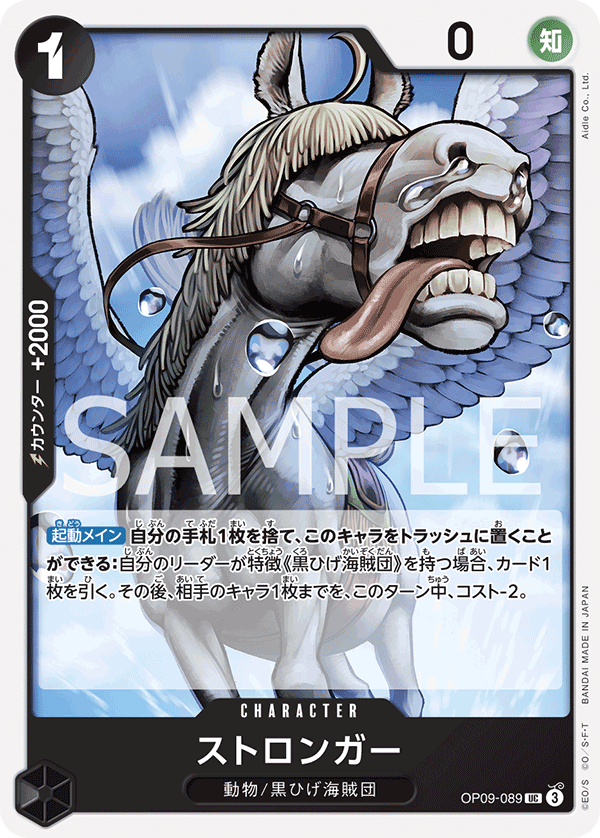 1
0
知
Aidle Co., Ltd.
カウンター +2000
SAMPLE
起動メイン 自分の手札1枚を捨て、このキャラをトラッシュに置くこと
ができる：自分のリーダーが特徴《黒ひげ海賊団》を持つ場合、カード1
枚を引く。その後、相手のキャラ1枚までを、このターン中、コスト-2。
CHARACTER
ストロンガー
動物/黒ひげ海賊団
OP09-089 UC 3
©E.O/S ©O/S・F・T BANDAI MADE IN JAPAN